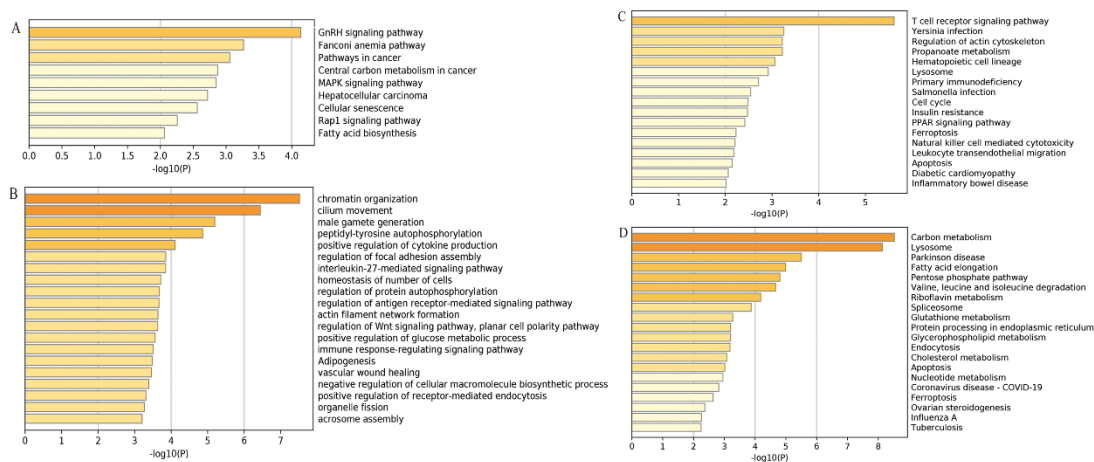 A
GnRH signaling pathway
Fanconi anemia pathway
Pathways in cancer
Central carbon metabolism in cancer
MAPK signaling pathway
Hepatocellular carcinoma
Cellular senescence
Rap1 signaling pathway
Fatty acid biosynthesis
0.0 0.5 1.0 1.5 2.0 2.5 3.0 3.5 4.0
-log10(P)
B
chromatin organization
cilium movement
male gamete generation
peptidyl-tyrosine autophosphorylation
positive regulation of cytokine production
regulation of focal adhesion assembly
interleukin-27-mediated signaling pathway
homeostasis of number of cells
regulation of protein autophosphorylation
regulation of antigen receptor-mediated signaling pathway
actin filament network formation
regulation of Wnt signaling pathway, planar cell polarity pathway
positive regulation of glucose metabolic process
immune response-regulating signaling pathway
Adipogenesis
vascular wound healing
negative regulation of cellular macromolecule biosynthetic process
positive regulation of receptor-mediated endocytosis
organelle fission
acrosome assembly
0 1 2 3 4 5 6 7
-log10(P)
C
T cell receptor signaling pathway
Yersinia infection
Regulation of actin cytoskeleton
Propanoate metabolism
Hematopoietic cell lineage
Lysosome
Primary immunodeficiency
Salmonella infection
Cell cycle
Insulin resistance
PPAR signaling pathway
Ferroptosis
Natural killer cell mediated cytotoxicity
Leukocyte transendothelial migration
Apoptosis
Diabetic cardiomyopathy
Inflammatory bowel disease
0 1 2 3 4 5
-log10(P)
D
Carbon metabolism
Lysosome
Parkinson disease
Fatty acid elongation
Pentose phosphate pathway
Valine, leucine and isoleucine degradation
Riboflavin metabolism
Spliceosome
Glutathione metabolism
Protein processing in endoplasmic reticulum
Glycerophospholipid metabolism
Endocytosis
Cholesterol metabolism
Apoptosis
Nucleotide metabolism
Coronavirus disease - COVID-19
Ferroptosis
Ovarian steroidogenesis
Influenza A
Tuberculosis
0 1 2 3 4 5 6 7 8
-log10(P)